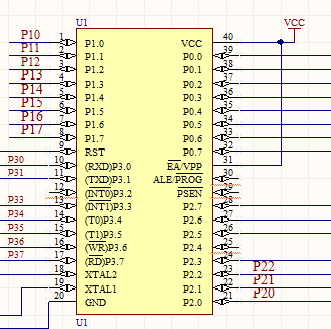 U1
VCC
P10 1 P1.0 VCC 40
P11 2 P1.1 P0.0 39
P12 3 P1.2 P0.1 38
P13 4 P1.3 P0.2 37
P14 5 P1.4 P0.3 36
P15 6 P1.5 P0.4 35
P16 7 P1.6 P0.5 34
P17 8 P1.7 P0.6 33
9 RST P0.7 32
P30 10 (RXD)P3.0 EA/VPP 31
P31 11 (TXD)P3.1 ALE/PROG 30
12 (INT0)P3.2 PSEN 29
P33 13 (INT1)P3.3 P2.7 28
P34 14 (T0)P3.4 P2.6 27
P35 15 (T1)P3.5 P2.5 26
P36 16 (WR)P3.6 P2.4 25
P37 17 (RD)P3.7 P2.3 24
18 XTAL2 P2.2 23 P22
19 XTAL1 P2.1 22 P21
20 GND P2.0 21 P20
U1